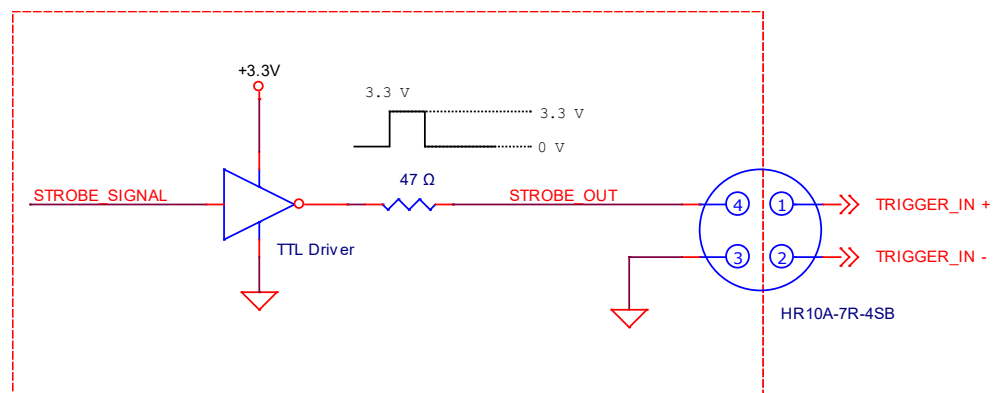 +3.3V
3.3 V
3.3 V
0 V
47 Ω
STROBE_SIGNAL
STROBE_OUT
4
1
TRIGGER_IN +
TTL Driver
3
2
TRIGGER_IN -
HR10A-7R-4SB